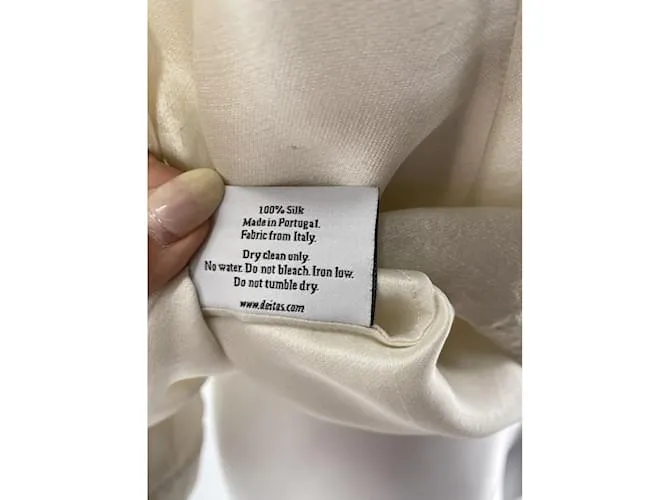 100% Silk
Made in Portugal.
Fabric from Italy.
Dry clean only.
No water. Do not bleach. Iron low.
Do not tumble dry.
www.deitas.com